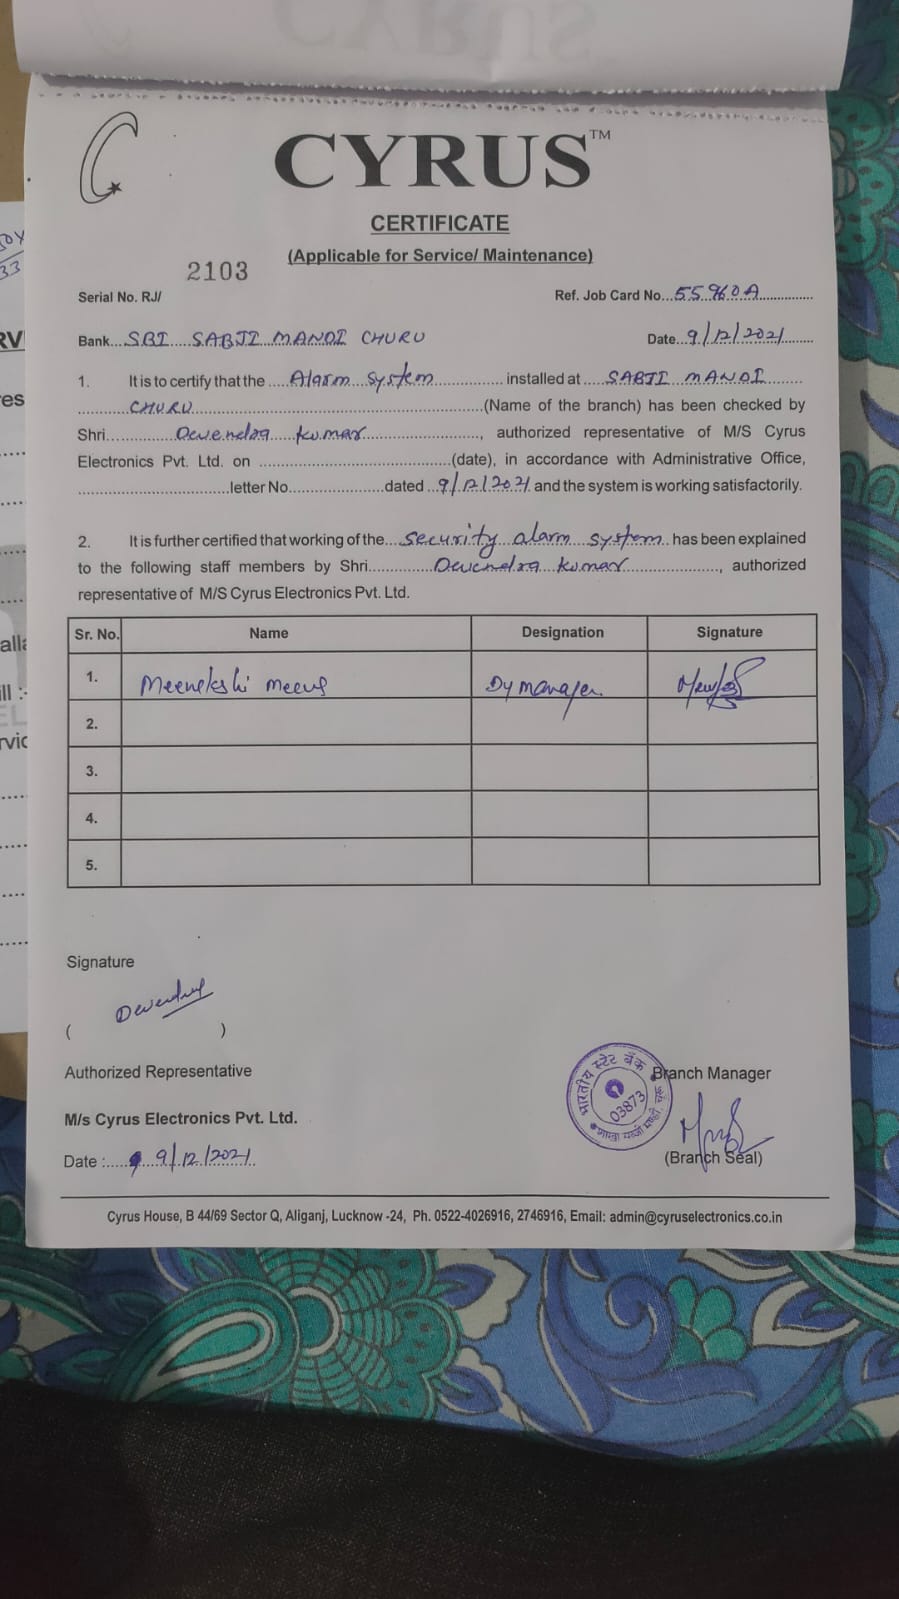 CYRUS™
CERTIFICATE
(Applicable for Service/ Maintenance)
2103
Serial No. RJ/
Ref. Job Card No...55960A
Bank...SBI SABJI MANDI CHURU
Date..9/12/2021
1. It is to certify that the ....Alarm system.... installed at ....SABJI MANDI....
....CHURU....(Name of the branch) has been checked by
Shri....Devendra Kumar...., authorized representative of M/S Cyrus
Electronics Pvt. Ltd. on ....(date), in accordance with Administrative Office,
....letter No....dated ..9/12/2021 and the system is working satisfactorily.
2. It is further certified that working of the...security alarm system.. has been explained
to the following staff members by Shri....Devendra Kumar...., authorized
representative of M/S Cyrus Electronics Pvt. Ltd.
Sr. No. Name Designation Signature
1. Meenekshi Meena Dy manager
2.
3.
4.
5.
Signature
( )
Authorized Representative
M/s Cyrus Electronics Pvt. Ltd.
Date :.... 9/12/2021
भारतीय स्टेट बैंक
03873
Branch Manager
(Branch Seal)
Cyrus House, B 44/69 Sector Q, Aliganj, Lucknow -24, Ph. 0522-4026916, 2746916, Email: admin@cyruselectronics.co.in